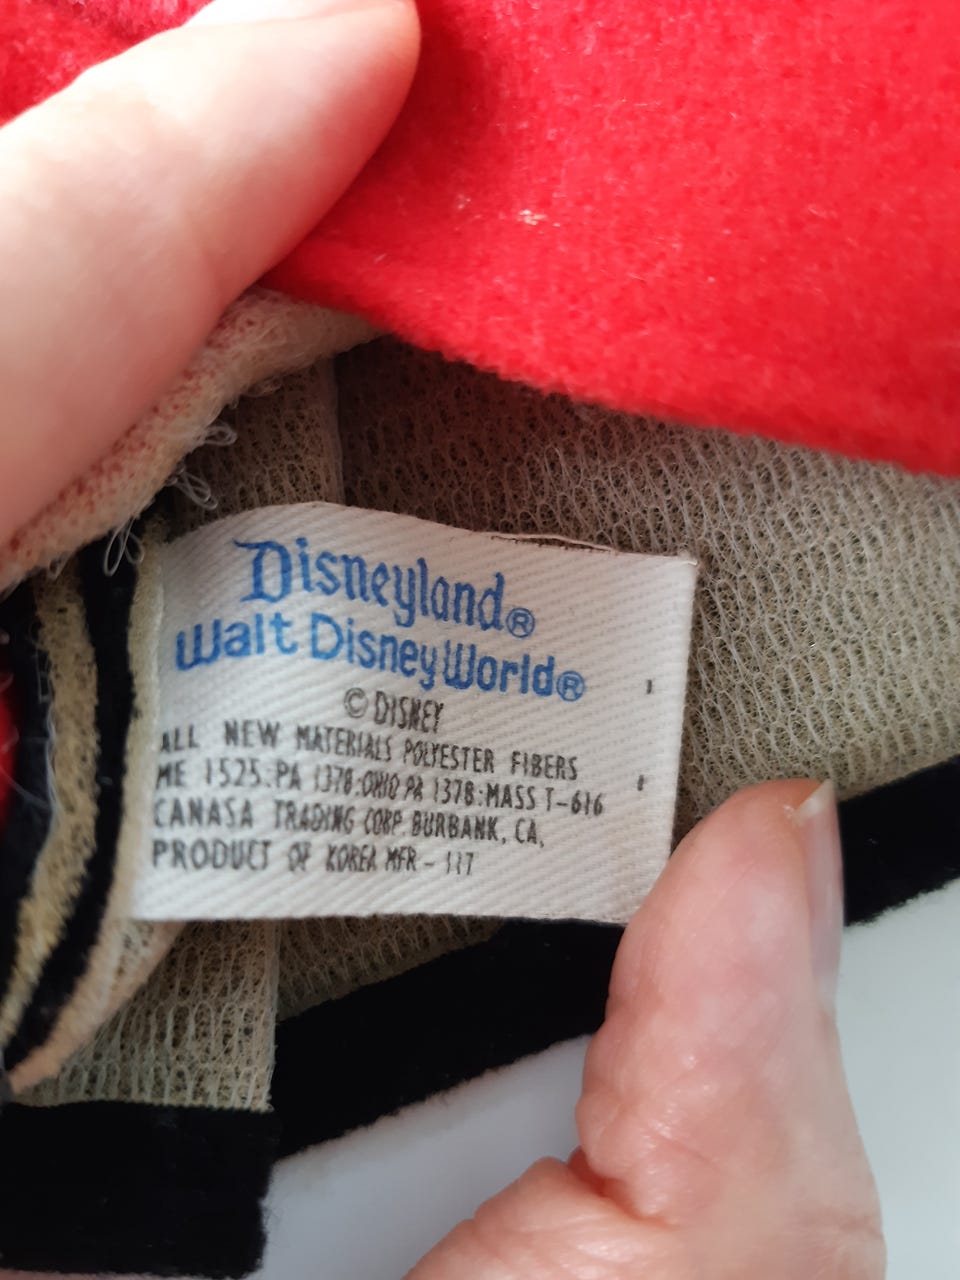 Disneyland®
Walt Disney World®
© DISNEY
ALL NEW MATERIALS POLYESTER FIBERS
ME 1525:PA 1378:OHIO PA 1378:MASS T-616
CANASA TRADING CORP. BURBANK, CA,
PRODUCT OF KOREA MFR - 117